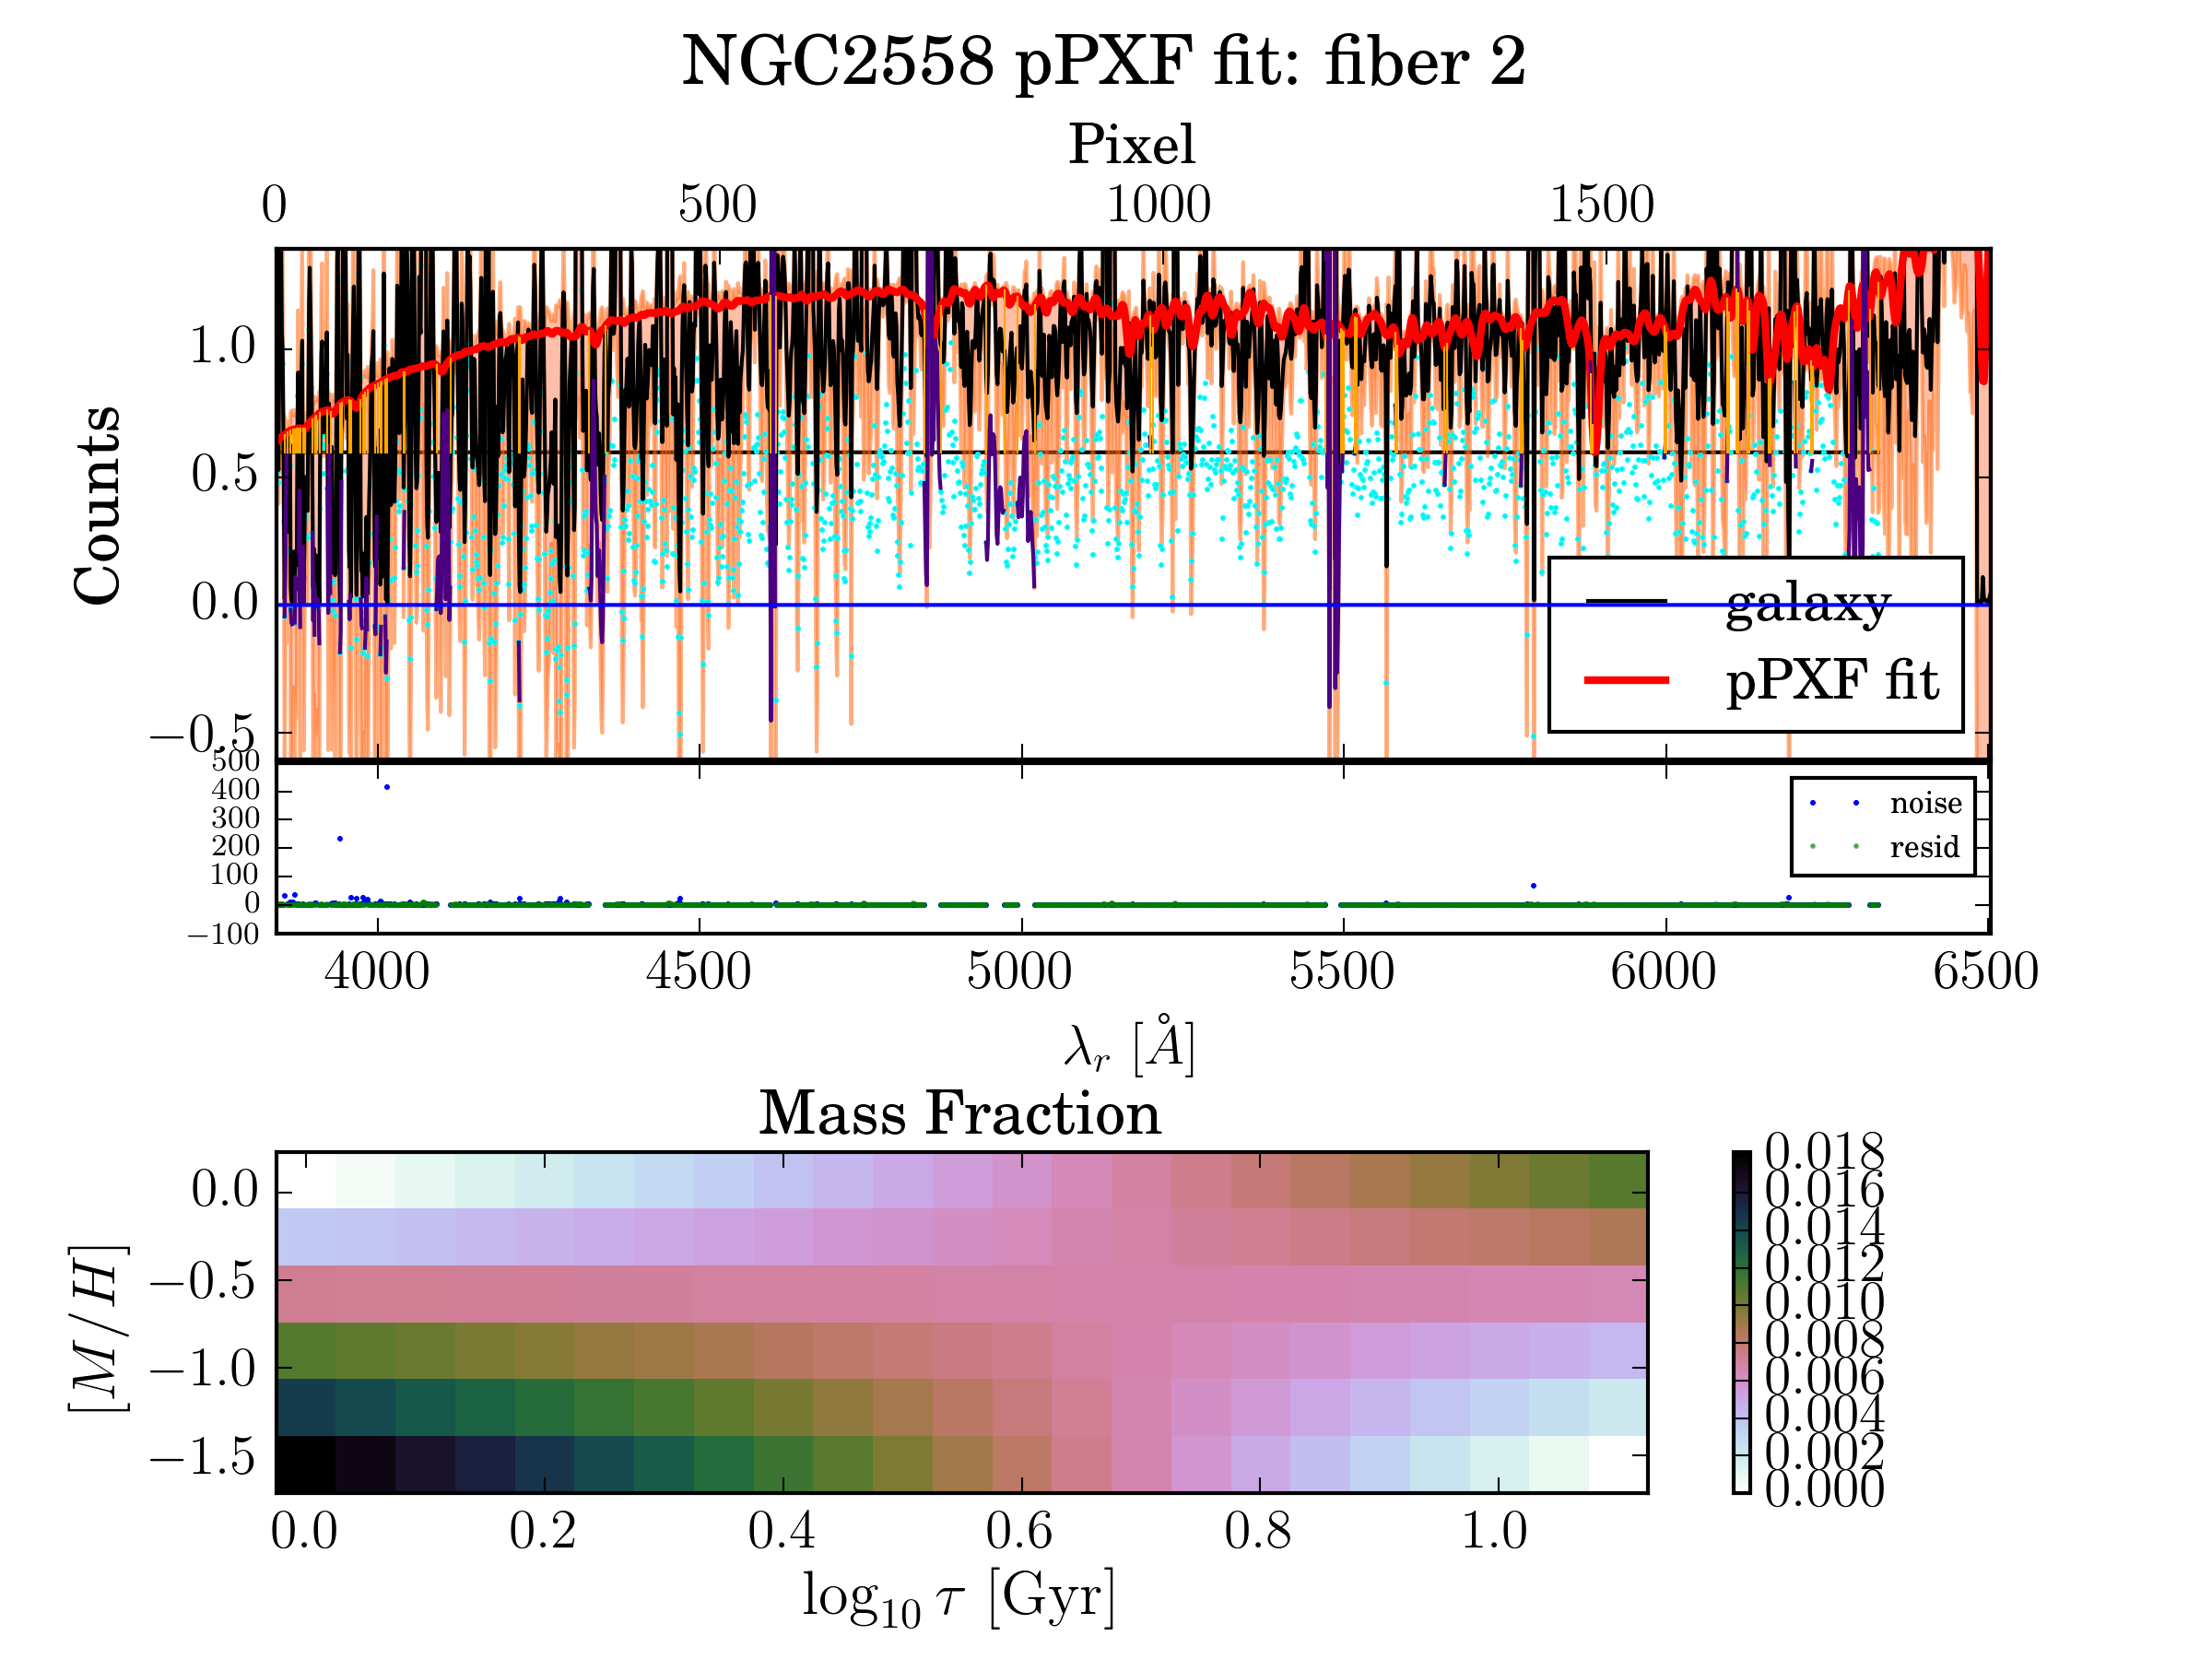 NGC2558 pPXF fit: fiber 2
Pixel
0 500 1000 1500
Counts
1.0
0.5
0.0
−0.5
galaxy
pPXF fit
500
400
300
200
100
0
−100
noise
resid
4000 4500 5000 5500 6000 6500
λr [Å]
Mass Fraction
[M/H]
0.0
−0.5
−1.0
−1.5
0.018
0.016
0.014
0.012
0.010
0.008
0.006
0.004
0.002
0.000
0.0 0.2 0.4 0.6 0.8 1.0
log10 τ [Gyr]